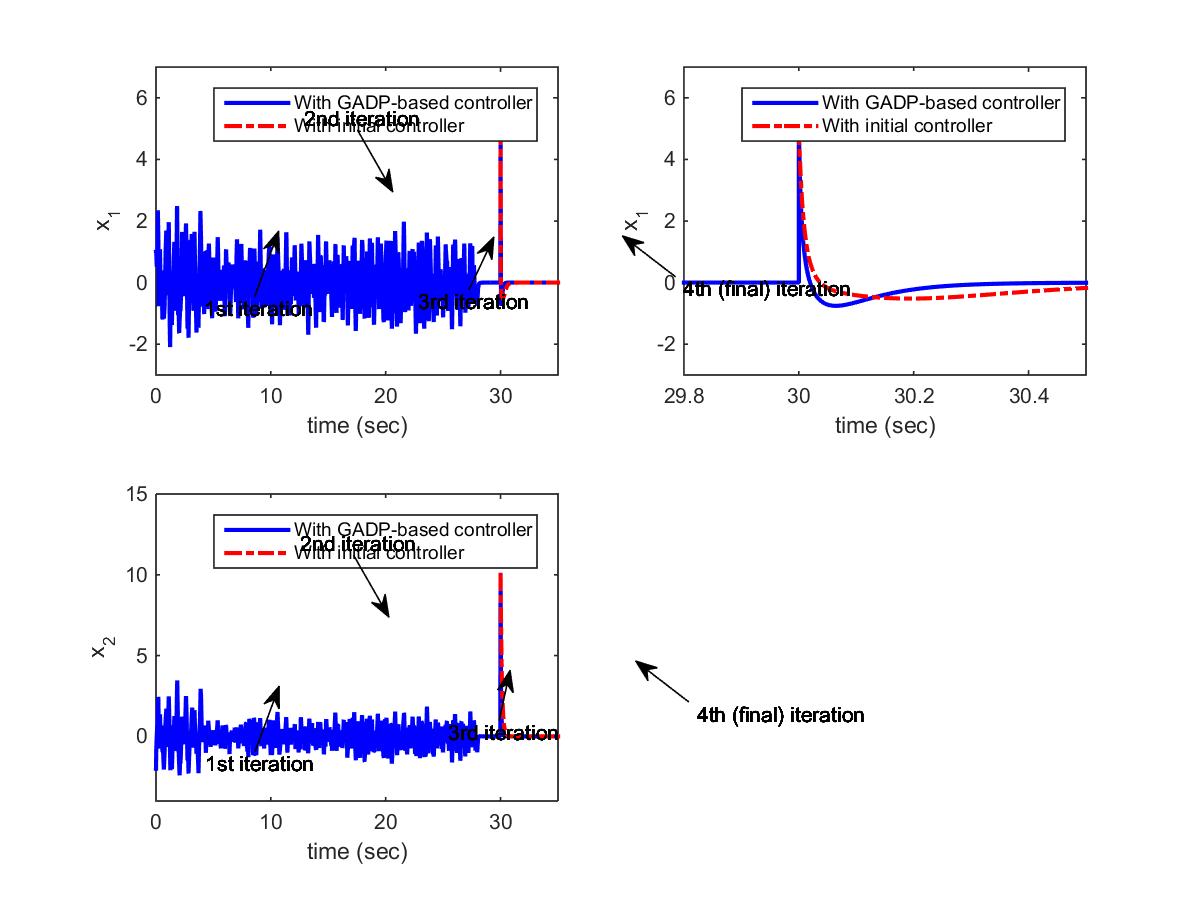 With GADP-based controller
With initial controller
2nd iteration
1st iteration
3rd iteration
6
4
2
0
-2
x1
0
10
20
30
time (sec)
With GADP-based controller
With initial controller
4th (final) iteration
6
4
2
0
-2
x1
29.8
30
30.2
30.4
time (sec)
With GADP-based controller
With initial controller
2nd iteration
1st iteration
3rd iteration
15
10
5
0
x2
0
10
20
30
time (sec)
4th (final) iteration